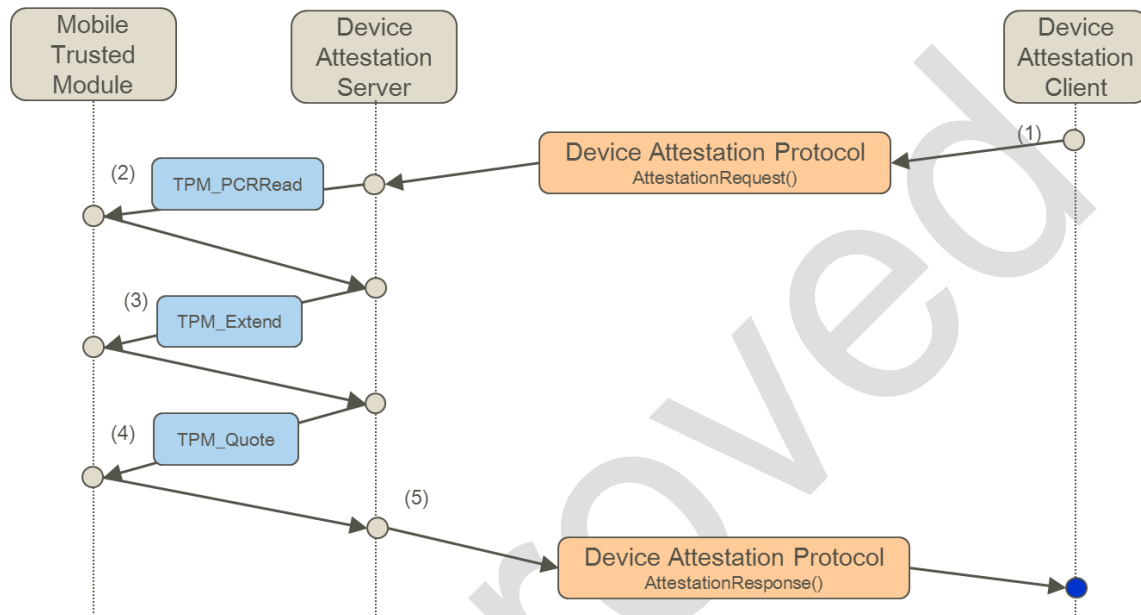 Mobile
Trusted
Module
Device
Attestation
Server
Device
Attestation
Client
(1)
Device Attestation Protocol
AttestationRequest()
(2)
TPM_PCRRead
(3)
TPM_Extend
(4)
TPM_Quote
(5)
Device Attestation Protocol
AttestationResponse()
roved